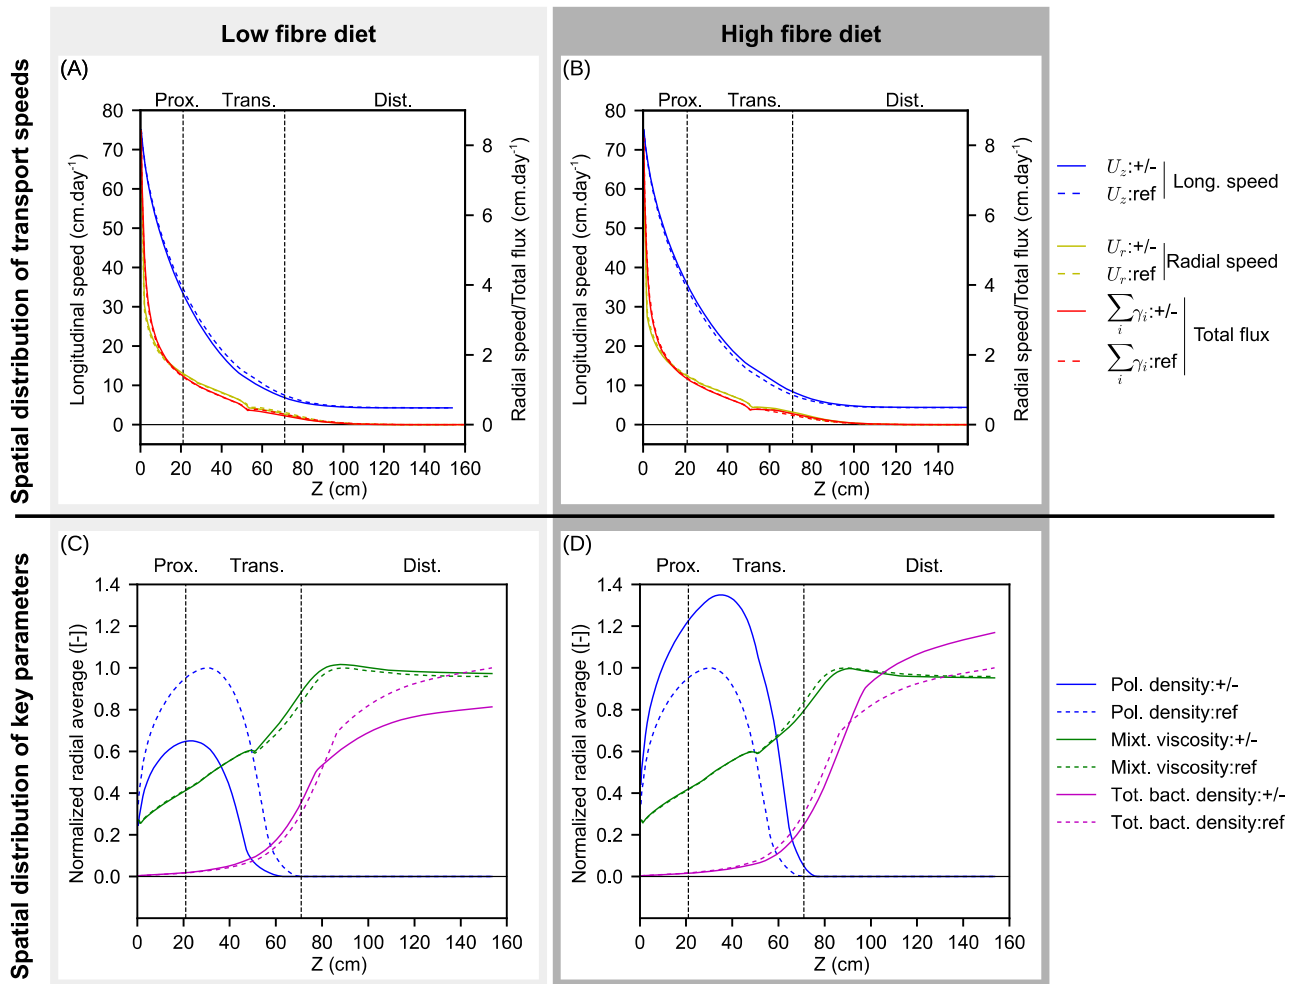 Low fibre diet
High fibre diet
Spatial distribution of transport speeds
(A)
Prox. Trans. Dist.
80
70
60
50
40
30
20
10
0
Longitudinal speed (cm.day⁻¹)
8
6
4
2
0
Radial speed/Total flux (cm.day⁻¹)
0 20 40 60 80 100 120 140 160
Z (cm)
(B)
Prox. Trans. Dist.
80
70
60
50
40
30
20
10
0
Longitudinal speed (cm.day⁻¹)
8
6
4
2
0
Radial speed/Total flux (cm.day⁻¹)
0 20 40 60 80 100 120 140
Z (cm)
U_z:+/-
U_z:ref
Long. speed
U_r:+/-
U_r:ref
Radial speed
∑_i γ_i:+/-
∑_i γ_i:ref
Total flux
Spatial distribution of key parameters
(C)
Prox. Trans. Dist.
1.4
1.2
1.0
0.8
0.6
0.4
0.2
0.0
Normalized radial average ([-])
0 20 40 60 80 100 120 140 160
Z (cm)
(D)
Prox. Trans. Dist.
1.4
1.2
1.0
0.8
0.6
0.4
0.2
0.0
Normalized radial average ([-])
0 20 40 60 80 100 120 140 160
Z (cm)
Pol. density:+/-
Pol. density:ref
Mixt. viscosity:+/-
Mixt. viscosity:ref
Tot. bact. density:+/-
Tot. bact. density:ref